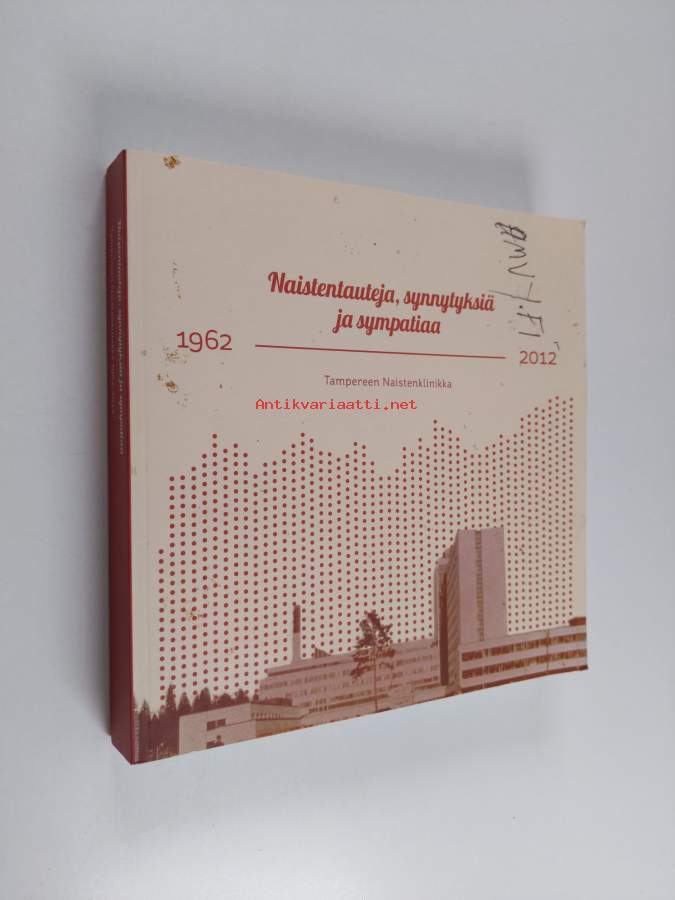 Naistentauteja, synnytyksiä
ja sympatiaa
1962
2012
Tampereen Naistenklinikka
Antikvariaatti.net